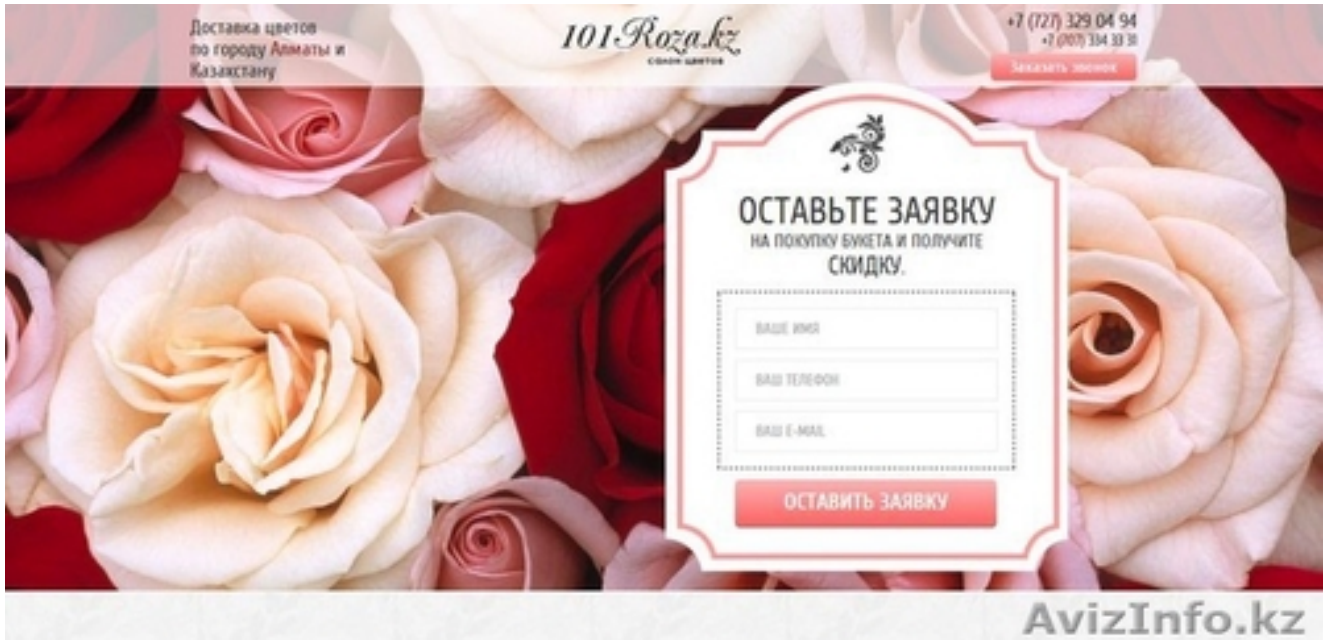 Доставка цветов
по городу Алматы и
Казахстану
101Roza.kz
салон цветов
+7 (727) 329 04 94
+7 (707) 334 33 31
Заказать звонок
ОСТАВЬТЕ ЗАЯВКУ
НА ПОКУПКУ БУКЕТА И ПОЛУЧИТЕ
СКИДКУ.
ВАШЕ ИМЯ
ВАШ ТЕЛЕФОН
ВАШ E-MAIL
ОСТАВИТЬ ЗАЯВКУ
AvizInfo.kz